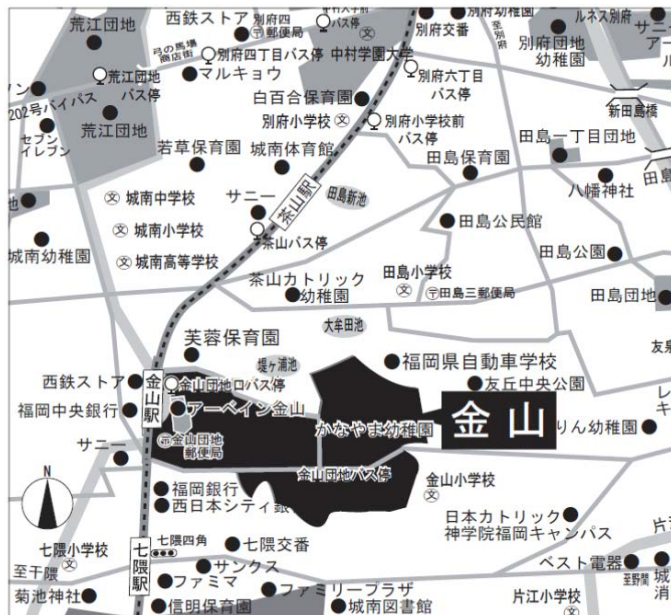 荒江団地
西鉄ストア
別府四
郵便局
バス停
別府交番
別府幼稚園
至別府
ルネス別府
サニー
弓の馬場
商店街
別府四丁目バス停
中村学園大学
別府団地
幼稚園
荒江団地
バス停
マルキョウ
別府六丁目
バス停
202号バイパス
白百合保育園
新田島橋
セブン
イレブン
荒江団地
別府小学校
別府小学校前
バス停
若草保育園
城南体育館
田島保育園
田島一丁目団地
城南中学校
サニー
茶山駅
田島新池
八幡神社
城南小学校
茶山バス停
田島公民館
城南幼稚園
城南高等学校
田島公園
茶山カトリック
幼稚園
田島小学校
田島三郵便局
田島団地
大牟田池
芙蓉保育園
堤ヶ浦池
福岡県自動車学校
西鉄ストア
金山駅
金山団地口バス停
友丘中央公園
福岡中央銀行
アーベイン金山
かなやま幼稚園
金山
りん幼稚園
サニー
金山団地
郵便局
金山団地バス停
金山小学校
N
福岡銀行
西日本シティ銀
日本カトリック
神学院福岡キャンパス
七隈小学校
七隈駅
七隈四角
七隈交番
至干隈
サンクス
ベスト電器
至野間
菊池神社
ファミマ
ファミリープラザ
片江小学校
信明保育園
城南図書館